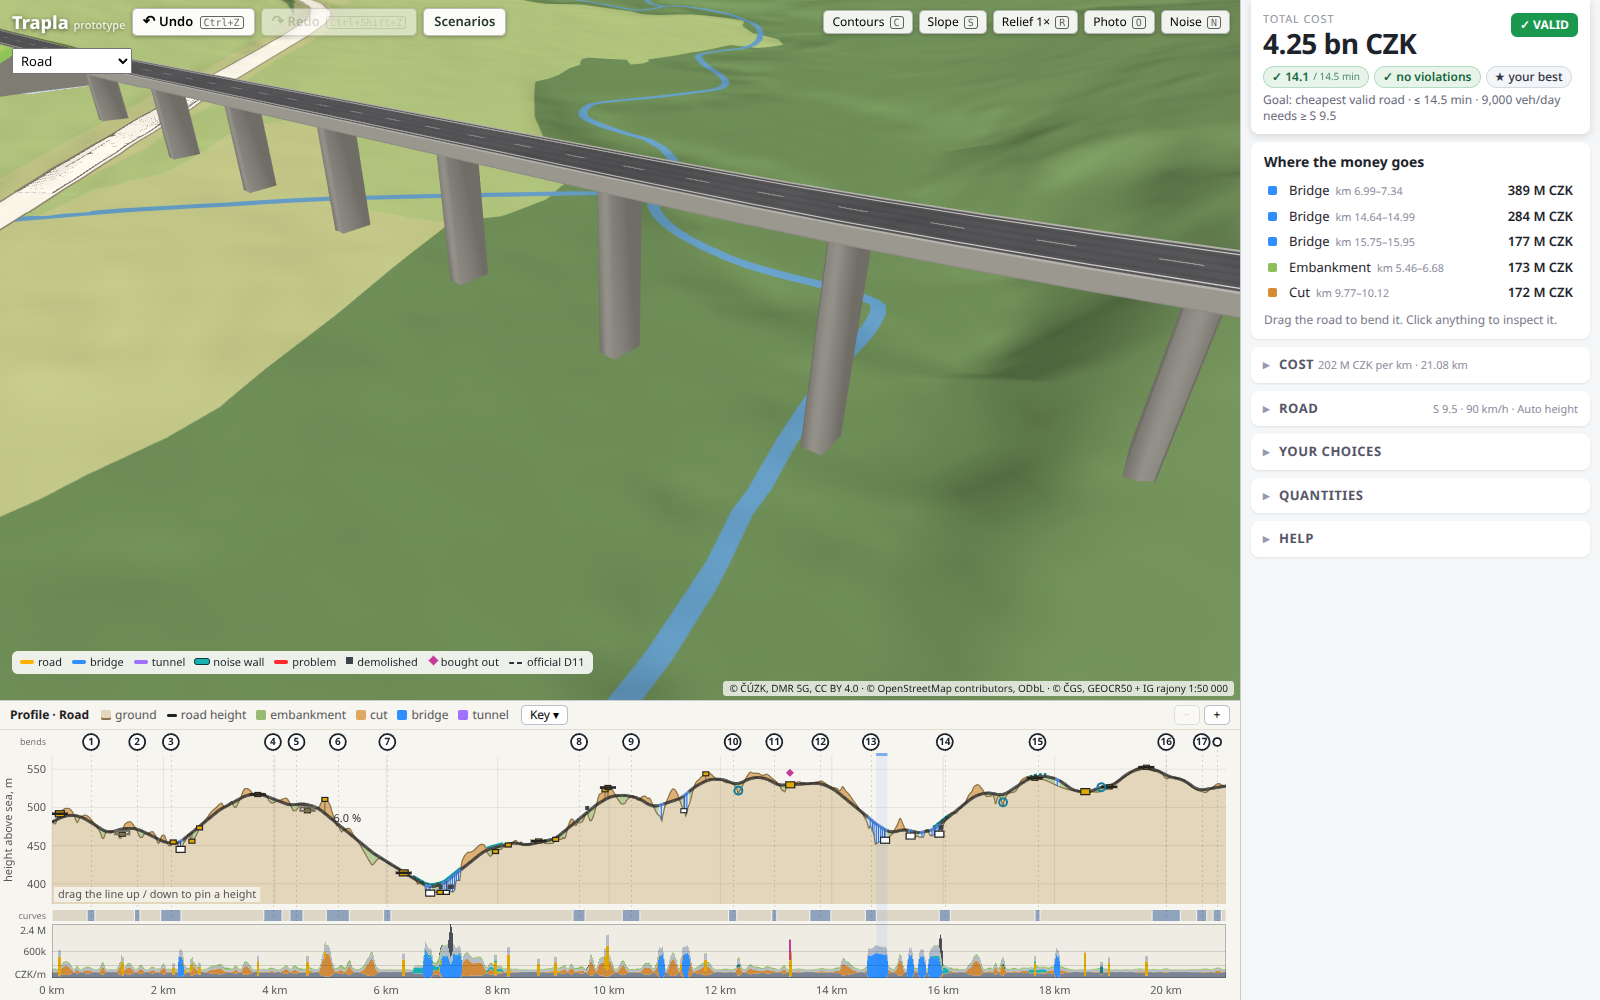 Trapla prototype
↶ Undo Ctrl+Z
↷ Redo Ctrl+Shift+Z
Scenarios
Contours C
Slope S
Relief 1× R
Photo O
Noise N
Road
road bridge tunnel noise wall problem demolished bought out official D11
© ČÚZK, DMR 5G, CC BY 4.0 · © OpenStreetMap contributors, ODbL · © ČGS, GEOCR50 + IG rajony 1:50 000
TOTAL COST
✓ VALID
4.25 bn CZK
✓ 14.1 / 14.5 min
✓ no violations
★ your best
Goal: cheapest valid road · ≤ 14.5 min · 9,000 veh/day
needs ≥ S 9.5
Where the money goes
Bridge km 6.99–7.34 389 M CZK
Bridge km 14.64–14.99 284 M CZK
Bridge km 15.75–15.95 177 M CZK
Embankment km 5.46–6.68 173 M CZK
Cut km 9.77–10.12 172 M CZK
Drag the road to bend it. Click anything to inspect it.
▸ COST 202 M CZK per km · 21.08 km
▸ ROAD S 9.5 · 90 km/h · Auto height
▸ YOUR CHOICES
▸ QUANTITIES
▸ HELP
Profile · Road ground road height embankment cut bridge tunnel Key ▾ − +
bends 1 2 3 4 5 6 7 8 9 10 11 12 13 14 15 16 17
height above sea, m
550
500
450
400
6.0 %
drag the line up / down to pin a height
curves
2.4 M
600k
CZK/m
0 km 2 km 4 km 6 km 8 km 10 km 12 km 14 km 16 km 18 km 20 km